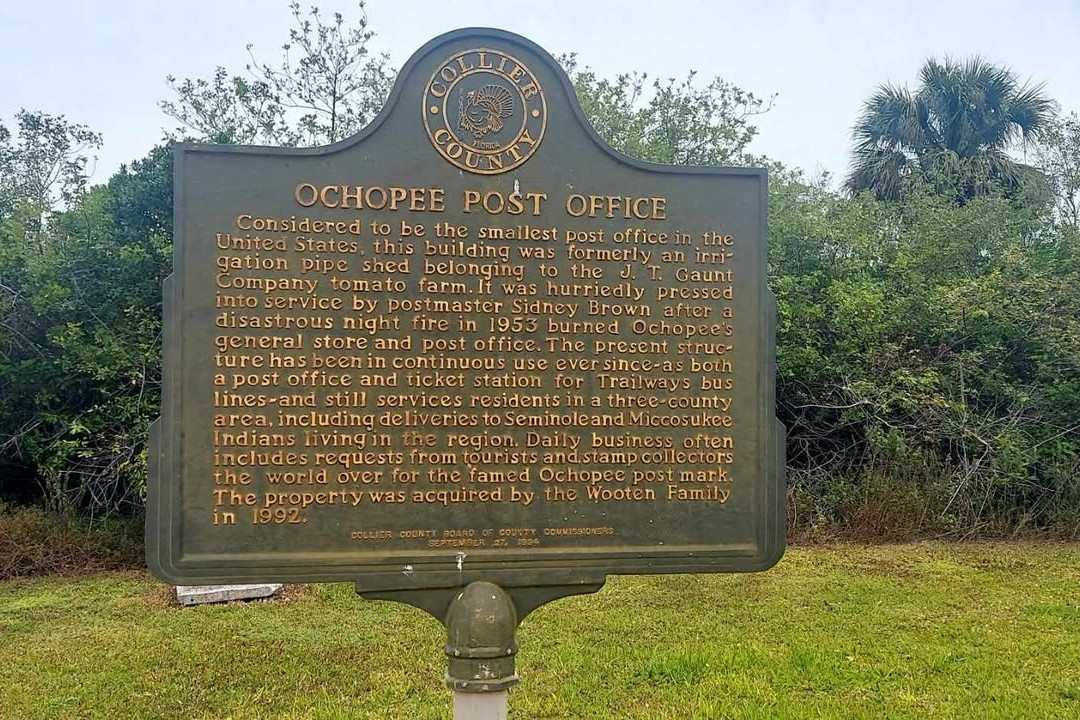 COLLIER
FLORIDA
COUNTY
OCHOPEE POST OFFICE
Considered to be the smallest post office in the
United States, this building was formerly an irri-
gation pipe shed belonging to the J. T. Gaunt
Company tomato farm. It was hurriedly pressed
into service by postmaster Sidney Brown after a
disastrous night fire in 1953 burned Ochopee's
general store and post office. The present struc-
ture has been in continuous use ever since-as both
a post office and ticket station for Trailways bus
lines-and still services residents in a three-county
area, including deliveries to Seminole and Miccosukee
Indians living in the region. Daily business often
includes requests from tourists and stamp collectors
the world over for the famed Ochopee post mark.
The property was acquired by the Wooten Family
in 1992.
COLLIER COUNTY BOARD OF COUNTY COMMISSIONERS
SEPTEMBER 27, 1994